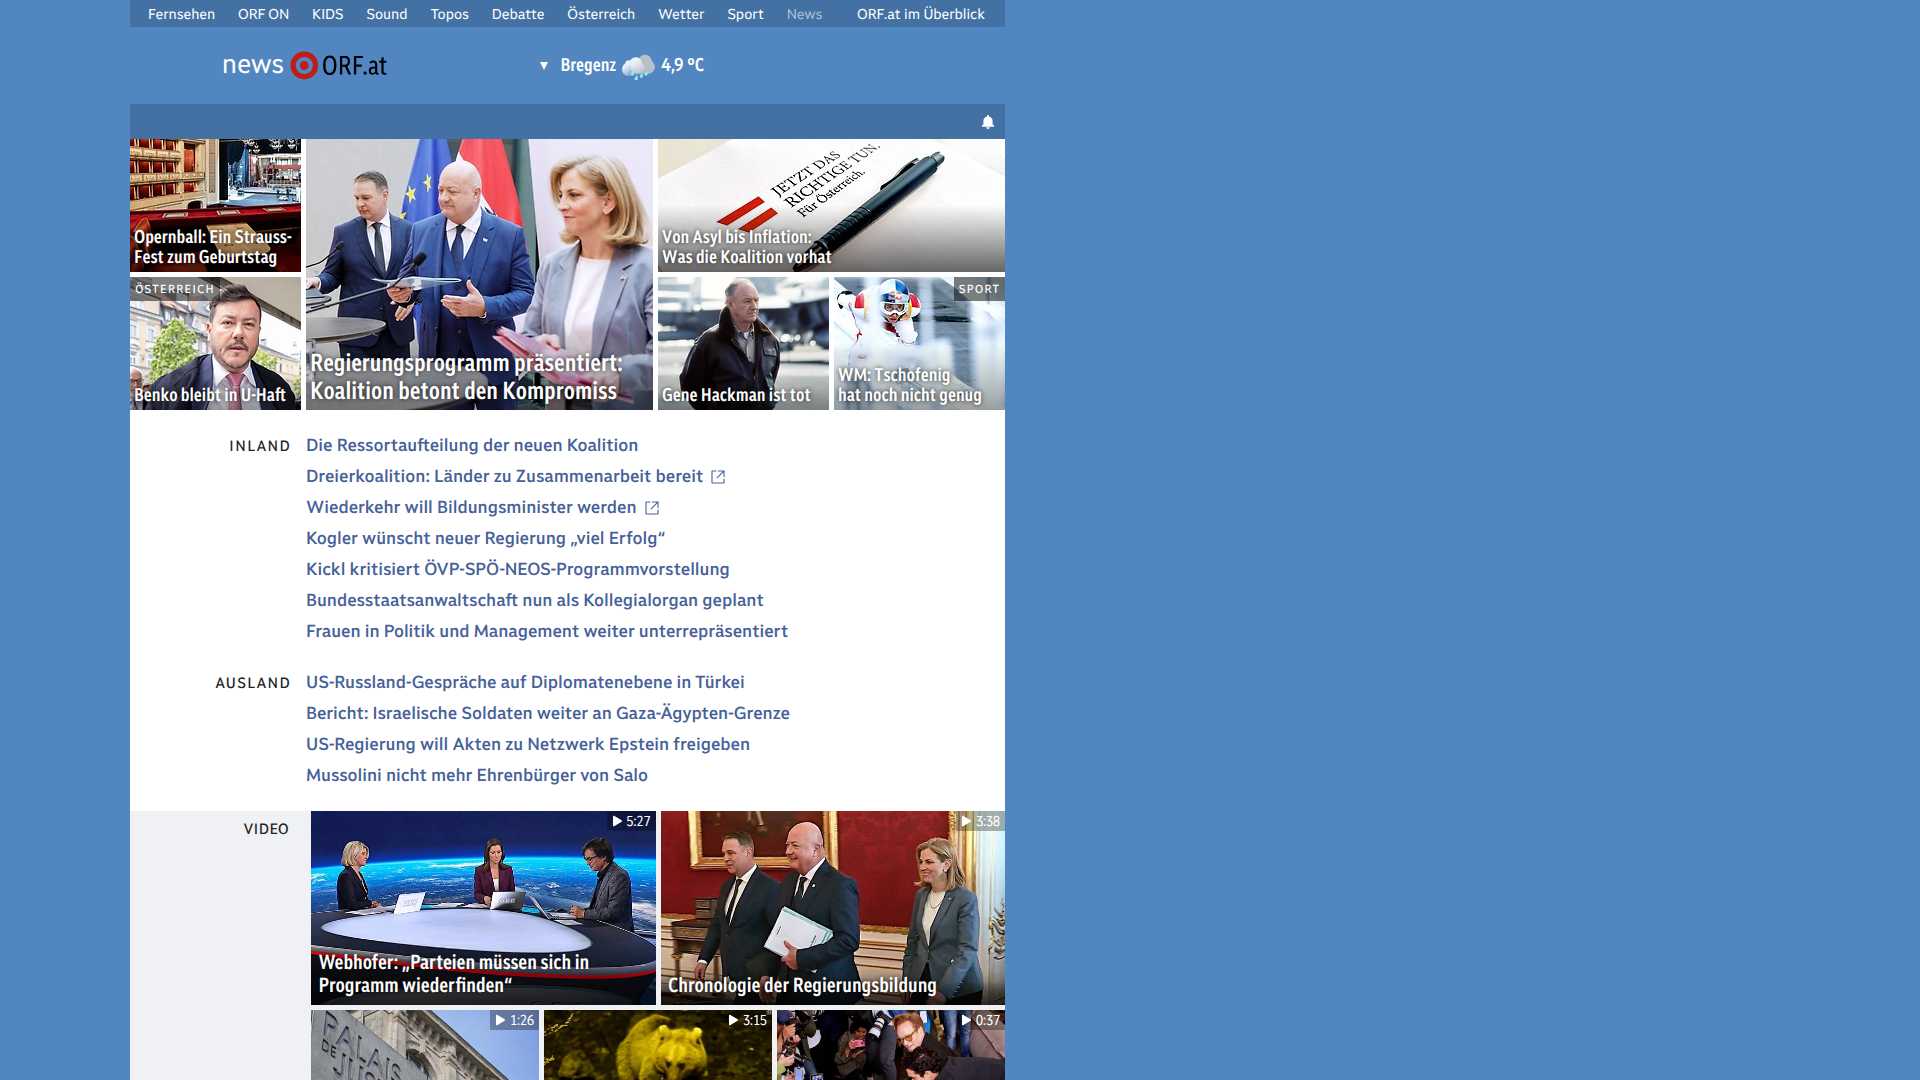 Fernsehen ORF ON KIDS Sound Topos Debatte Österreich Wetter Sport News ORF.at im Überblick
news ORF.at
Bregenz 4,9 °C
Opernball: Ein Strauss-
Fest zum Geburtstag
ÖSTERREICH
Benko bleibt in U-Haft
Regierungsprogramm präsentiert:
Koalition betont den Kompromiss
JETZT DAS
RICHTIGE TUN.
Für Österreich.
Von Asyl bis Inflation:
Was die Koalition vorhat
Gene Hackman ist tot
SPORT
WM: Tschofenig
hat noch nicht genug
INLAND
Die Ressortaufteilung der neuen Koalition
Dreierkoalition: Länder zu Zusammenarbeit bereit
Wiederkehr will Bildungsminister werden
Kogler wünscht neuer Regierung „viel Erfolg“
Kickl kritisiert ÖVP-SPÖ-NEOS-Programmvorstellung
Bundesstaatsanwaltschaft nun als Kollegialorgan geplant
Frauen in Politik und Management weiter unterrepräsentiert
AUSLAND
US-Russland-Gespräche auf Diplomatenebene in Türkei
Bericht: Israelische Soldaten weiter an Gaza-Ägypten-Grenze
US-Regierung will Akten zu Netzwerk Epstein freigeben
Mussolini nicht mehr Ehrenbürger von Salo
VIDEO
5:27
Webhofer: „Parteien müssen sich in
Programm wiederfinden“
3:38
Chronologie der Regierungsbildung
1:26
PALAIS
DE
3:15
0:37